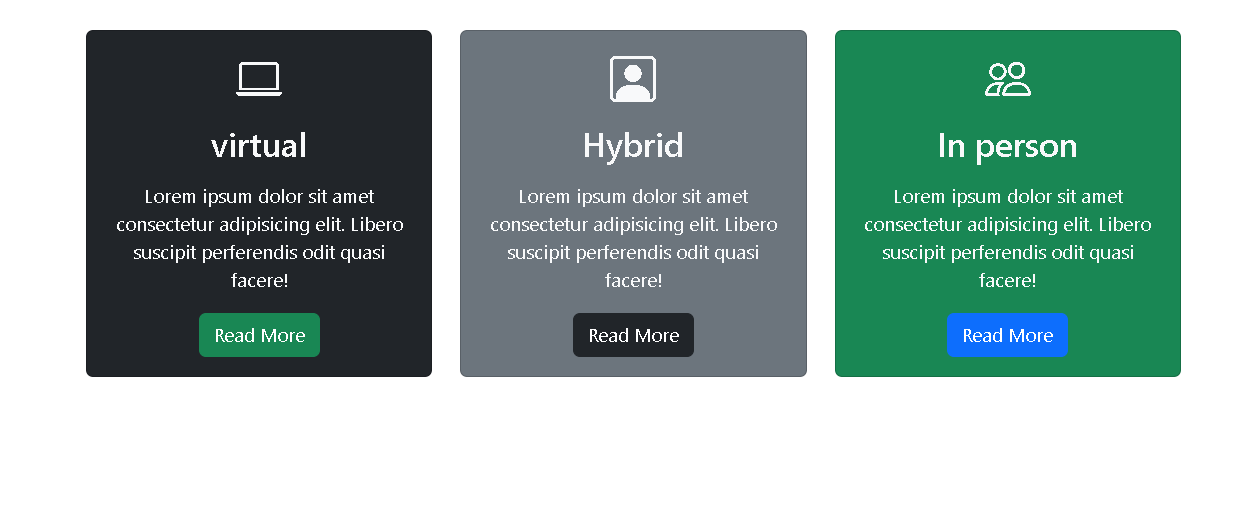 virtual
Lorem ipsum dolor sit amet
consectetur adipisicing elit. Libero
suscipit perferendis odit quasi
facere!
Read More
Hybrid
Lorem ipsum dolor sit amet
consectetur adipisicing elit. Libero
suscipit perferendis odit quasi
facere!
Read More
In person
Lorem ipsum dolor sit amet
consectetur adipisicing elit. Libero
suscipit perferendis odit quasi
facere!
Read More